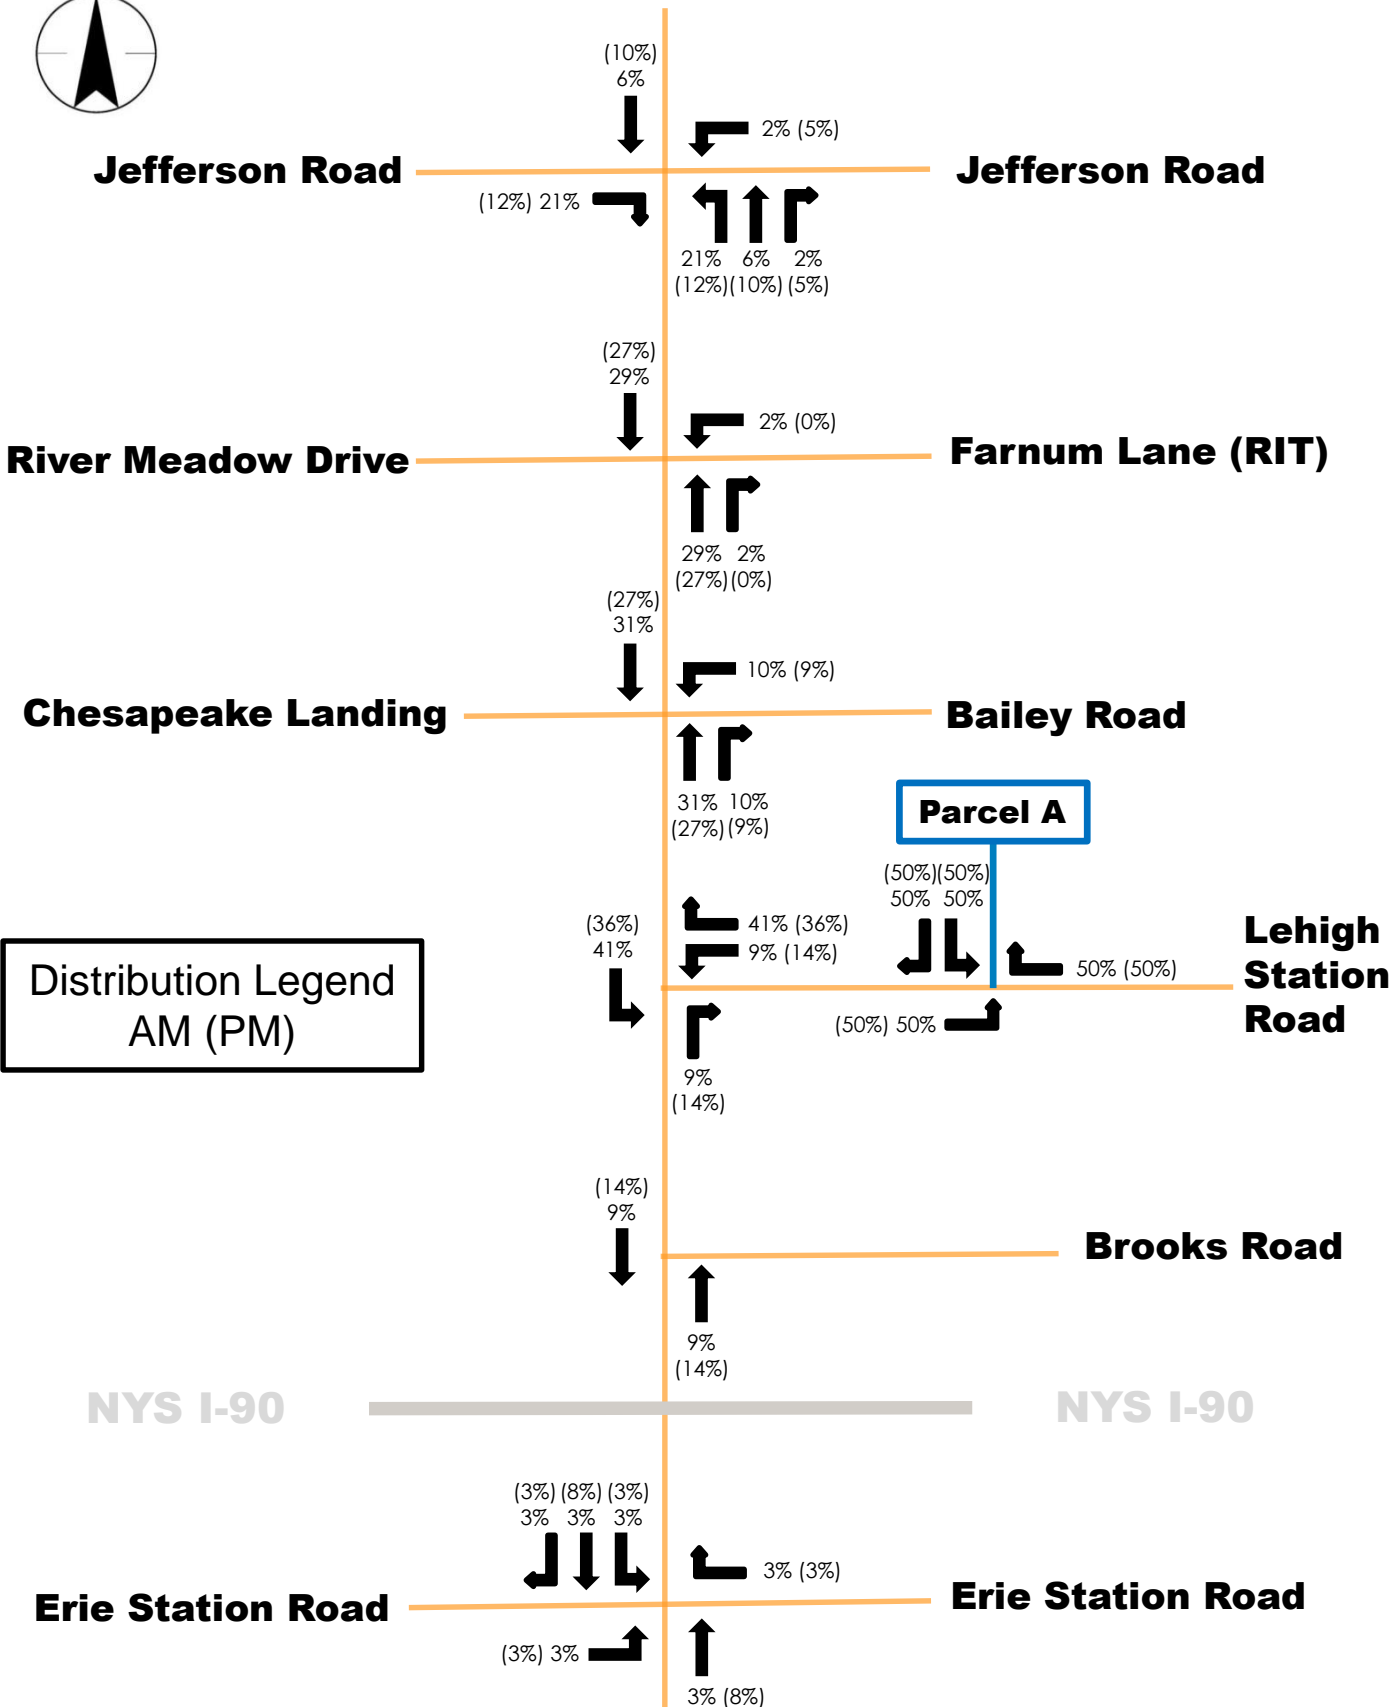 (10%)
6%
2% (5%)
Jefferson Road
Jefferson Road
(12%) 21%
21% 6% 2%
(12%) (10%) (5%)
(27%)
29%
2% (0%)
River Meadow Drive
Farnum Lane (RIT)
29% 2%
(27%) (0%)
(27%)
31%
10% (9%)
Chesapeake Landing
Bailey Road
31% 10%
(27%) (9%)
Parcel A
(50%) (50%)
50% 50%
(36%)
41%
41% (36%)
9% (14%)
50% (50%)
(50%) 50%
Lehigh
Station
Road
Distribution Legend
AM (PM)
9%
(14%)
(14%)
9%
Brooks Road
9%
(14%)
NYS I-90
NYS I-90
(3%) (8%) (3%)
3% 3% 3%
3% (3%)
Erie Station Road
Erie Station Road
(3%) 3%
3% (8%)